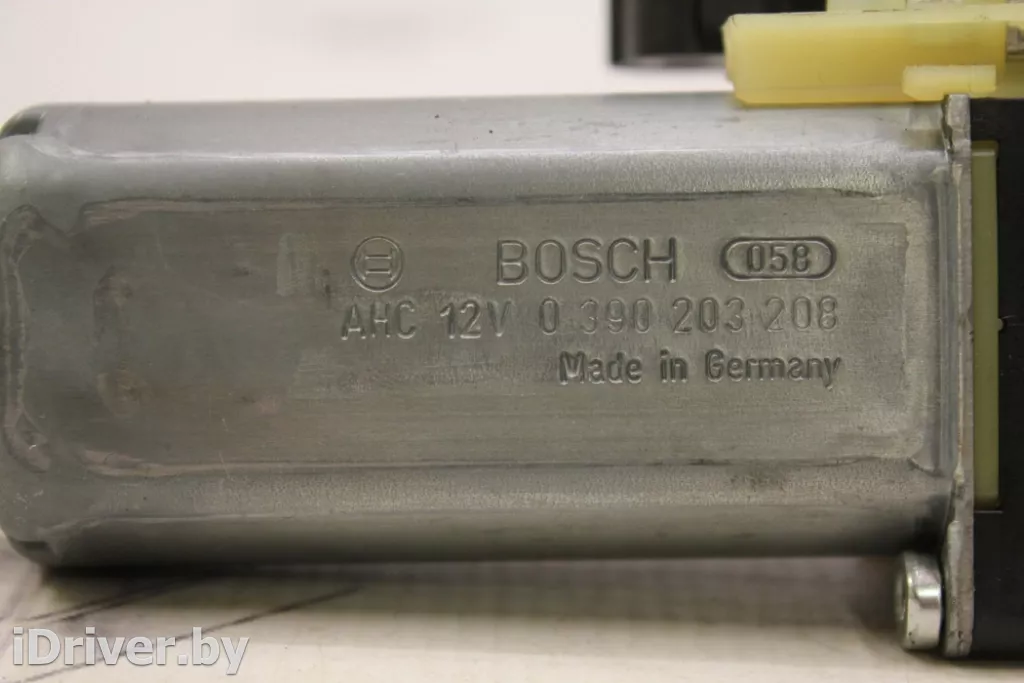 BOSCH 058
AHC 12V 0 390 203 208
Made in Germany
iDriver.by